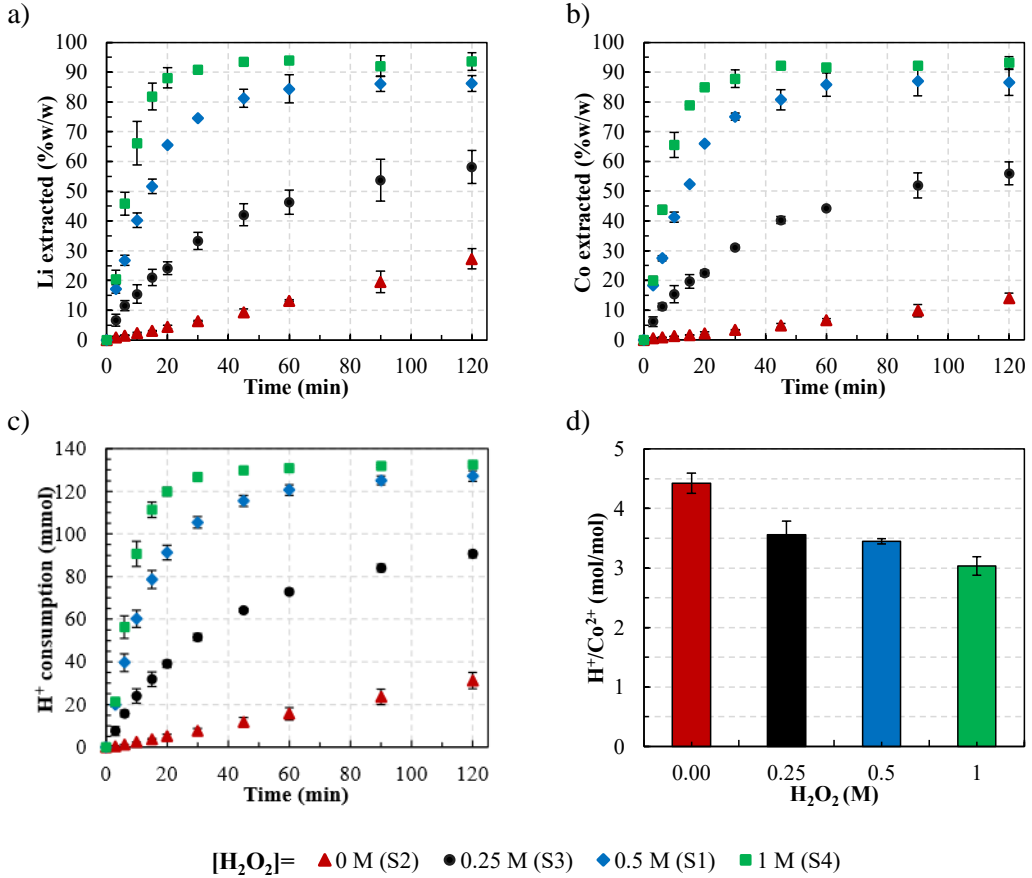 a)
100
90
80
70
60
50
40
30
20
10
0
Li extracted (%w/w)
0 20 40 60 80 100 120
Time (min)
b)
100
90
80
70
60
50
40
30
20
10
0
Co extracted (%w/w)
0 20 40 60 80 100 120
Time (min)
c)
140
120
100
80
60
40
20
0
H⁺ consumption (mmol)
0 20 40 60 80 100 120
Time (min)
d)
5
4
3
2
1
0
H⁺/Co²⁺ (mol/mol)
0.00 0.25 0.5 1
H₂O₂ (M)
[H₂O₂]= 0 M (S2) 0.25 M (S3) 0.5 M (S1) 1 M (S4)